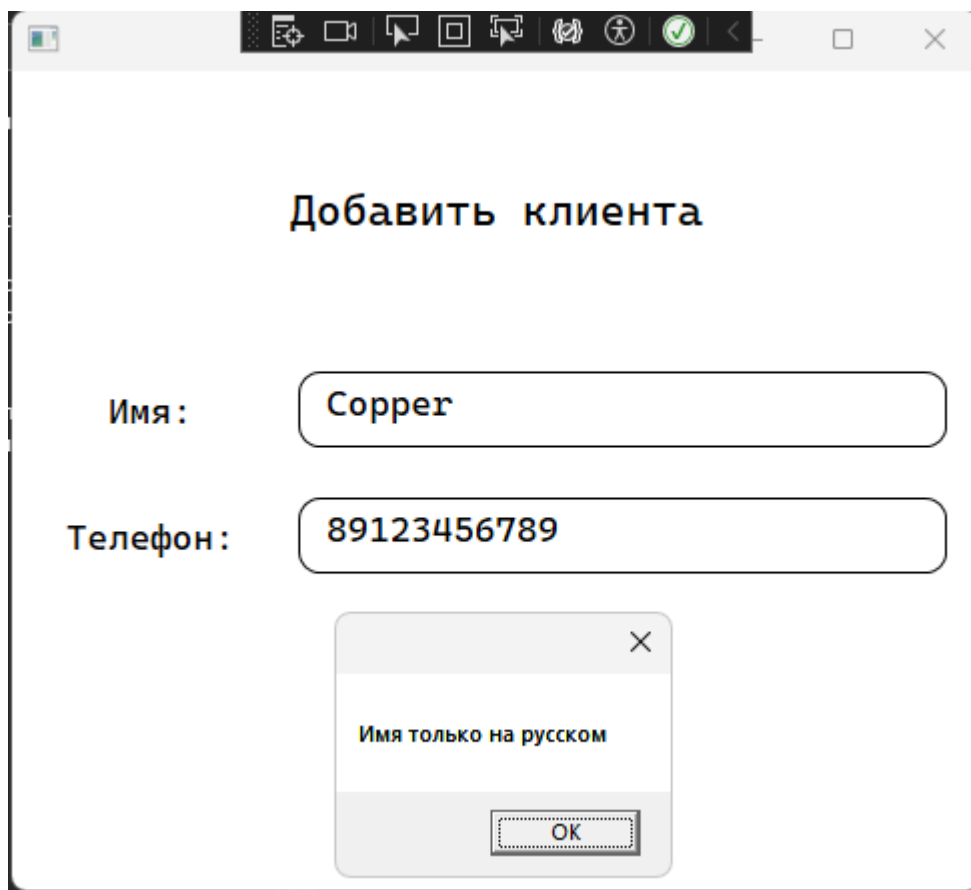 Добавить клиента
Имя:
Copper
Телефон:
89123456789
Имя только на русском
OK